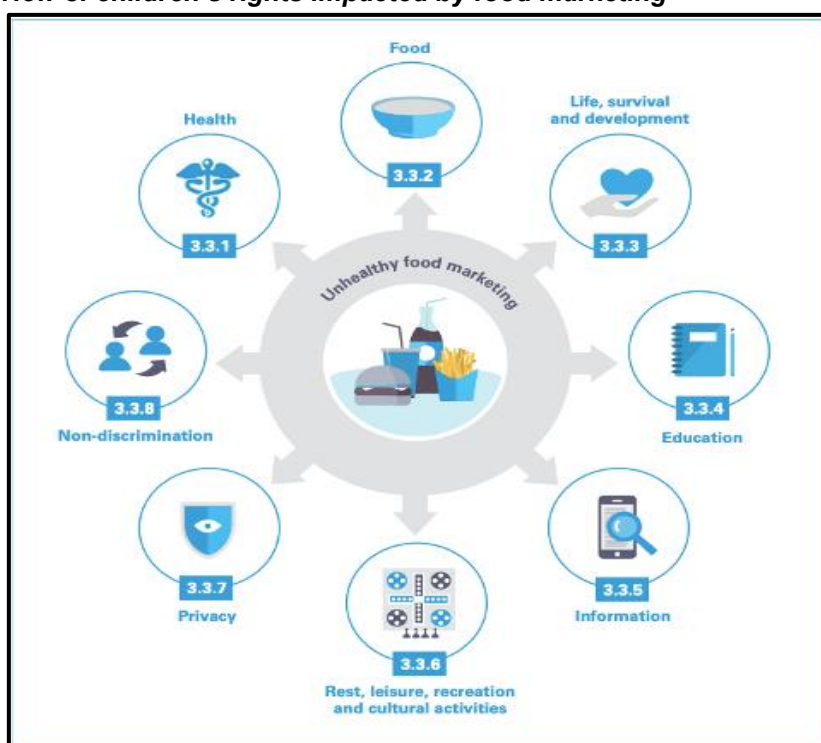 of children's rights impacted by food marketing
Food
3.3.2
Health
3.3.1
Life, survival
and development
3.3.3
Unhealthy food marketing
3.3.8
Non-discrimination
3.3.4
Education
3.3.7
Privacy
3.3.5
Information
3.3.6
Rest, leisure, recreation
and cultural activities